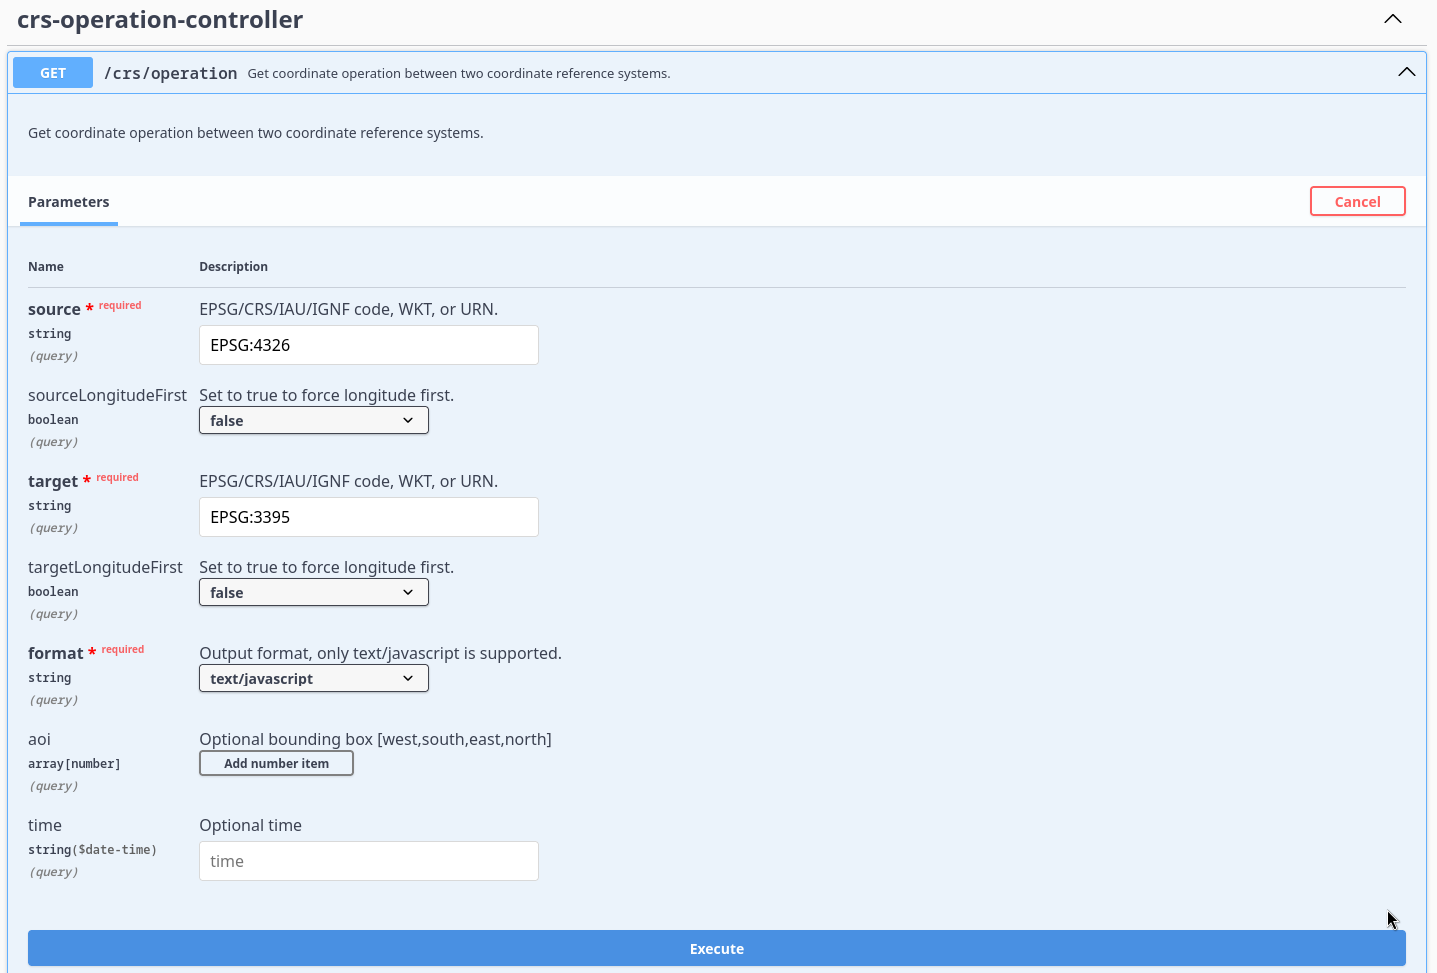 crs-operation-controller
GET /crs/operation Get coordinate operation between two coordinate reference systems.
Get coordinate operation between two coordinate reference systems.
Parameters Cancel
Name Description
source * required EPSG/CRS/IAU/IGNF code, WKT, or URN.
string
(query)
EPSG:4326
sourceLongitudeFirst Set to true to force longitude first.
boolean
(query)
false
target * required EPSG/CRS/IAU/IGNF code, WKT, or URN.
string
(query)
EPSG:3395
targetLongitudeFirst Set to true to force longitude first.
boolean
(query)
false
format * required Output format, only text/javascript is supported.
string
(query)
text/javascript
aoi Optional bounding box [west,south,east,north]
array[number]
(query)
Add number item
time Optional time
string($date-time)
(query)
time
Execute